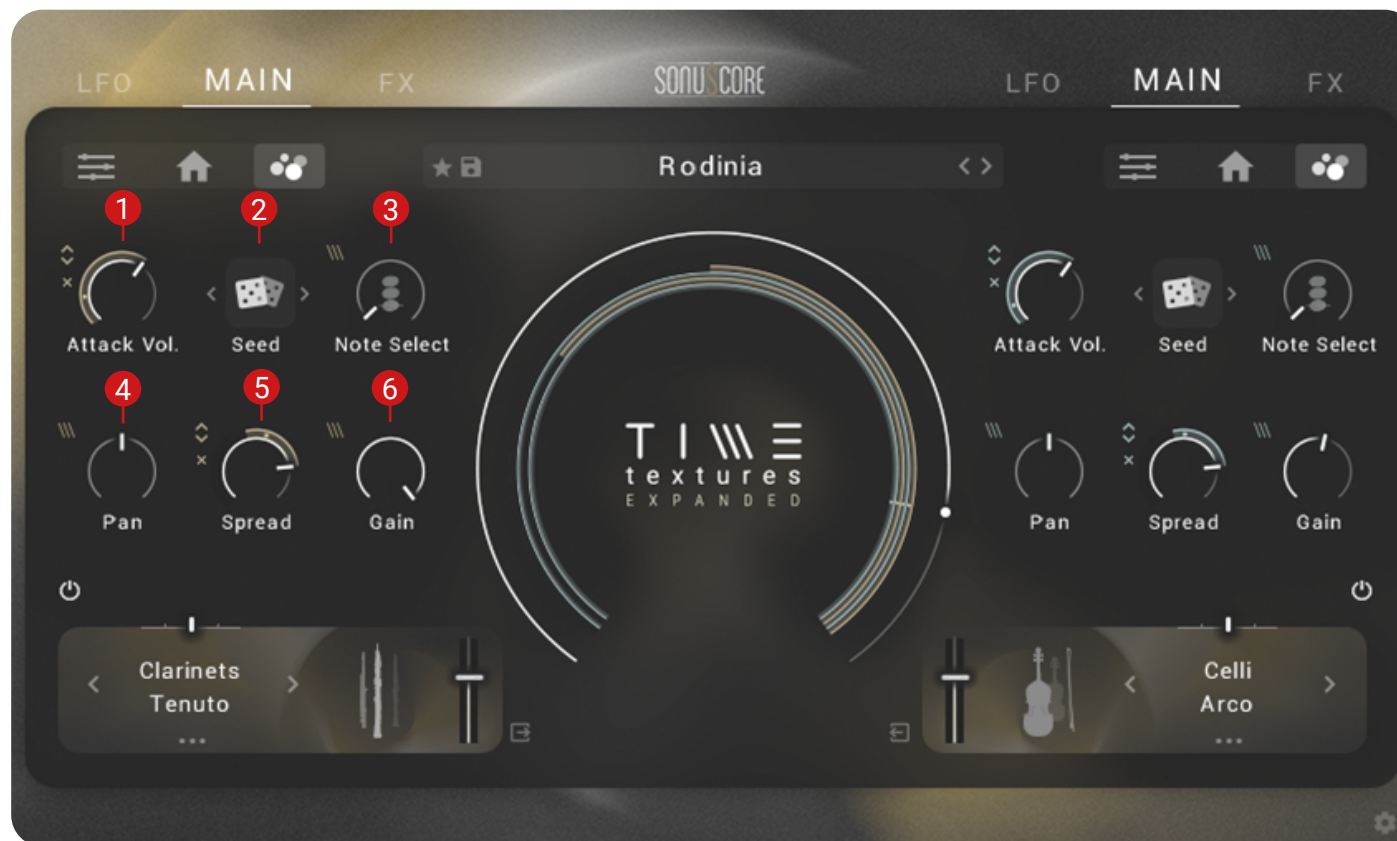 LFO MAIN FX SONUSCORE LFO MAIN FX
Rodinia
1 2 3
Attack Vol. Seed Note Select Attack Vol. Seed Note Select
4 5 6
TIME
textures
EXPANDED
Pan Spread Gain Pan Spread Gain
Clarinets
Tenuto
Celli
Arco